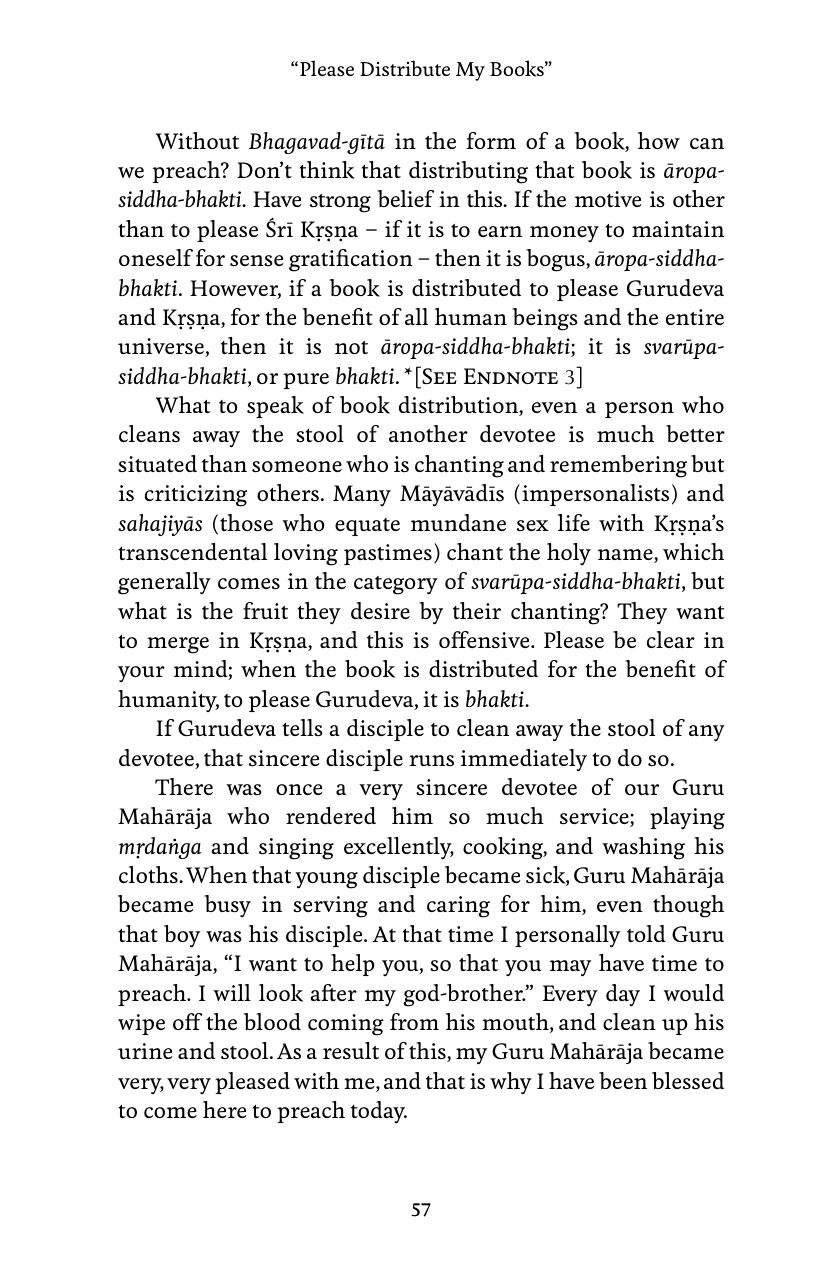 “Please Distribute My Books”
Without Bhagavad-gītā in the form of a book, how can
we preach? Don’t think that distributing that book is āropa-
siddha-bhakti. Have strong belief in this. If the motive is other
than to please Śrī Kṛṣṇa – if it is to earn money to maintain
oneself for sense gratification – then it is bogus, āropa-siddha-
bhakti. However, if a book is distributed to please Gurudeva
and Kṛṣṇa, for the benefit of all human beings and the entire
universe, then it is not āropa-siddha-bhakti; it is svarūpa-
siddha-bhakti, or pure bhakti. *[See Endnote 3]
What to speak of book distribution, even a person who
cleans away the stool of another devotee is much better
situated than someone who is chanting and remembering but
is criticizing others. Many Māyāvādīs (impersonalists) and
sahajiyās (those who equate mundane sex life with Kṛṣṇa’s
transcendental loving pastimes) chant the holy name, which
generally comes in the category of svarūpa-siddha-bhakti, but
what is the fruit they desire by their chanting? They want
to merge in Kṛṣṇa, and this is offensive. Please be clear in
your mind; when the book is distributed for the benefit of
humanity, to please Gurudeva, it is bhakti.
If Gurudeva tells a disciple to clean away the stool of any
devotee, that sincere disciple runs immediately to do so.
There was once a very sincere devotee of our Guru
Mahārāja who rendered him so much service; playing
mṛdaṅga and singing excellently, cooking, and washing his
cloths. When that young disciple became sick, Guru Mahārāja
became busy in serving and caring for him, even though
that boy was his disciple. At that time I personally told Guru
Mahārāja, “I want to help you, so that you may have time to
preach. I will look after my god-brother.” Every day I would
wipe off the blood coming from his mouth, and clean up his
urine and stool. As a result of this, my Guru Mahārāja became
very, very pleased with me, and that is why I have been blessed
to come here to preach today.
57